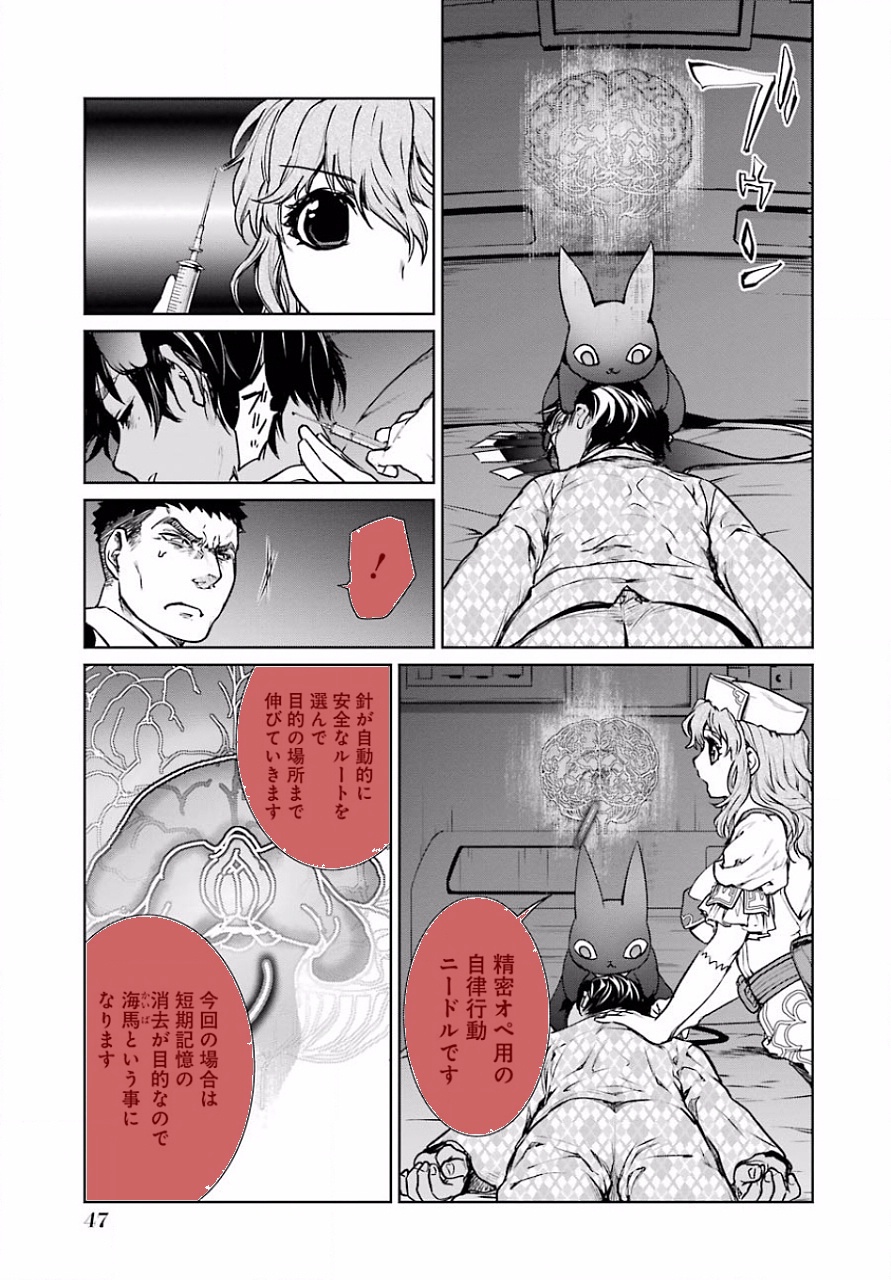 ブゥン
！
精密オペ用の
自律行動
ニードルです
針が自動的に
安全なルートを
選んで
目的の場所まで
伸びていきます
今回の場合は
短期記憶の
消去が目的なので
海馬という事に
かいば
なります
47